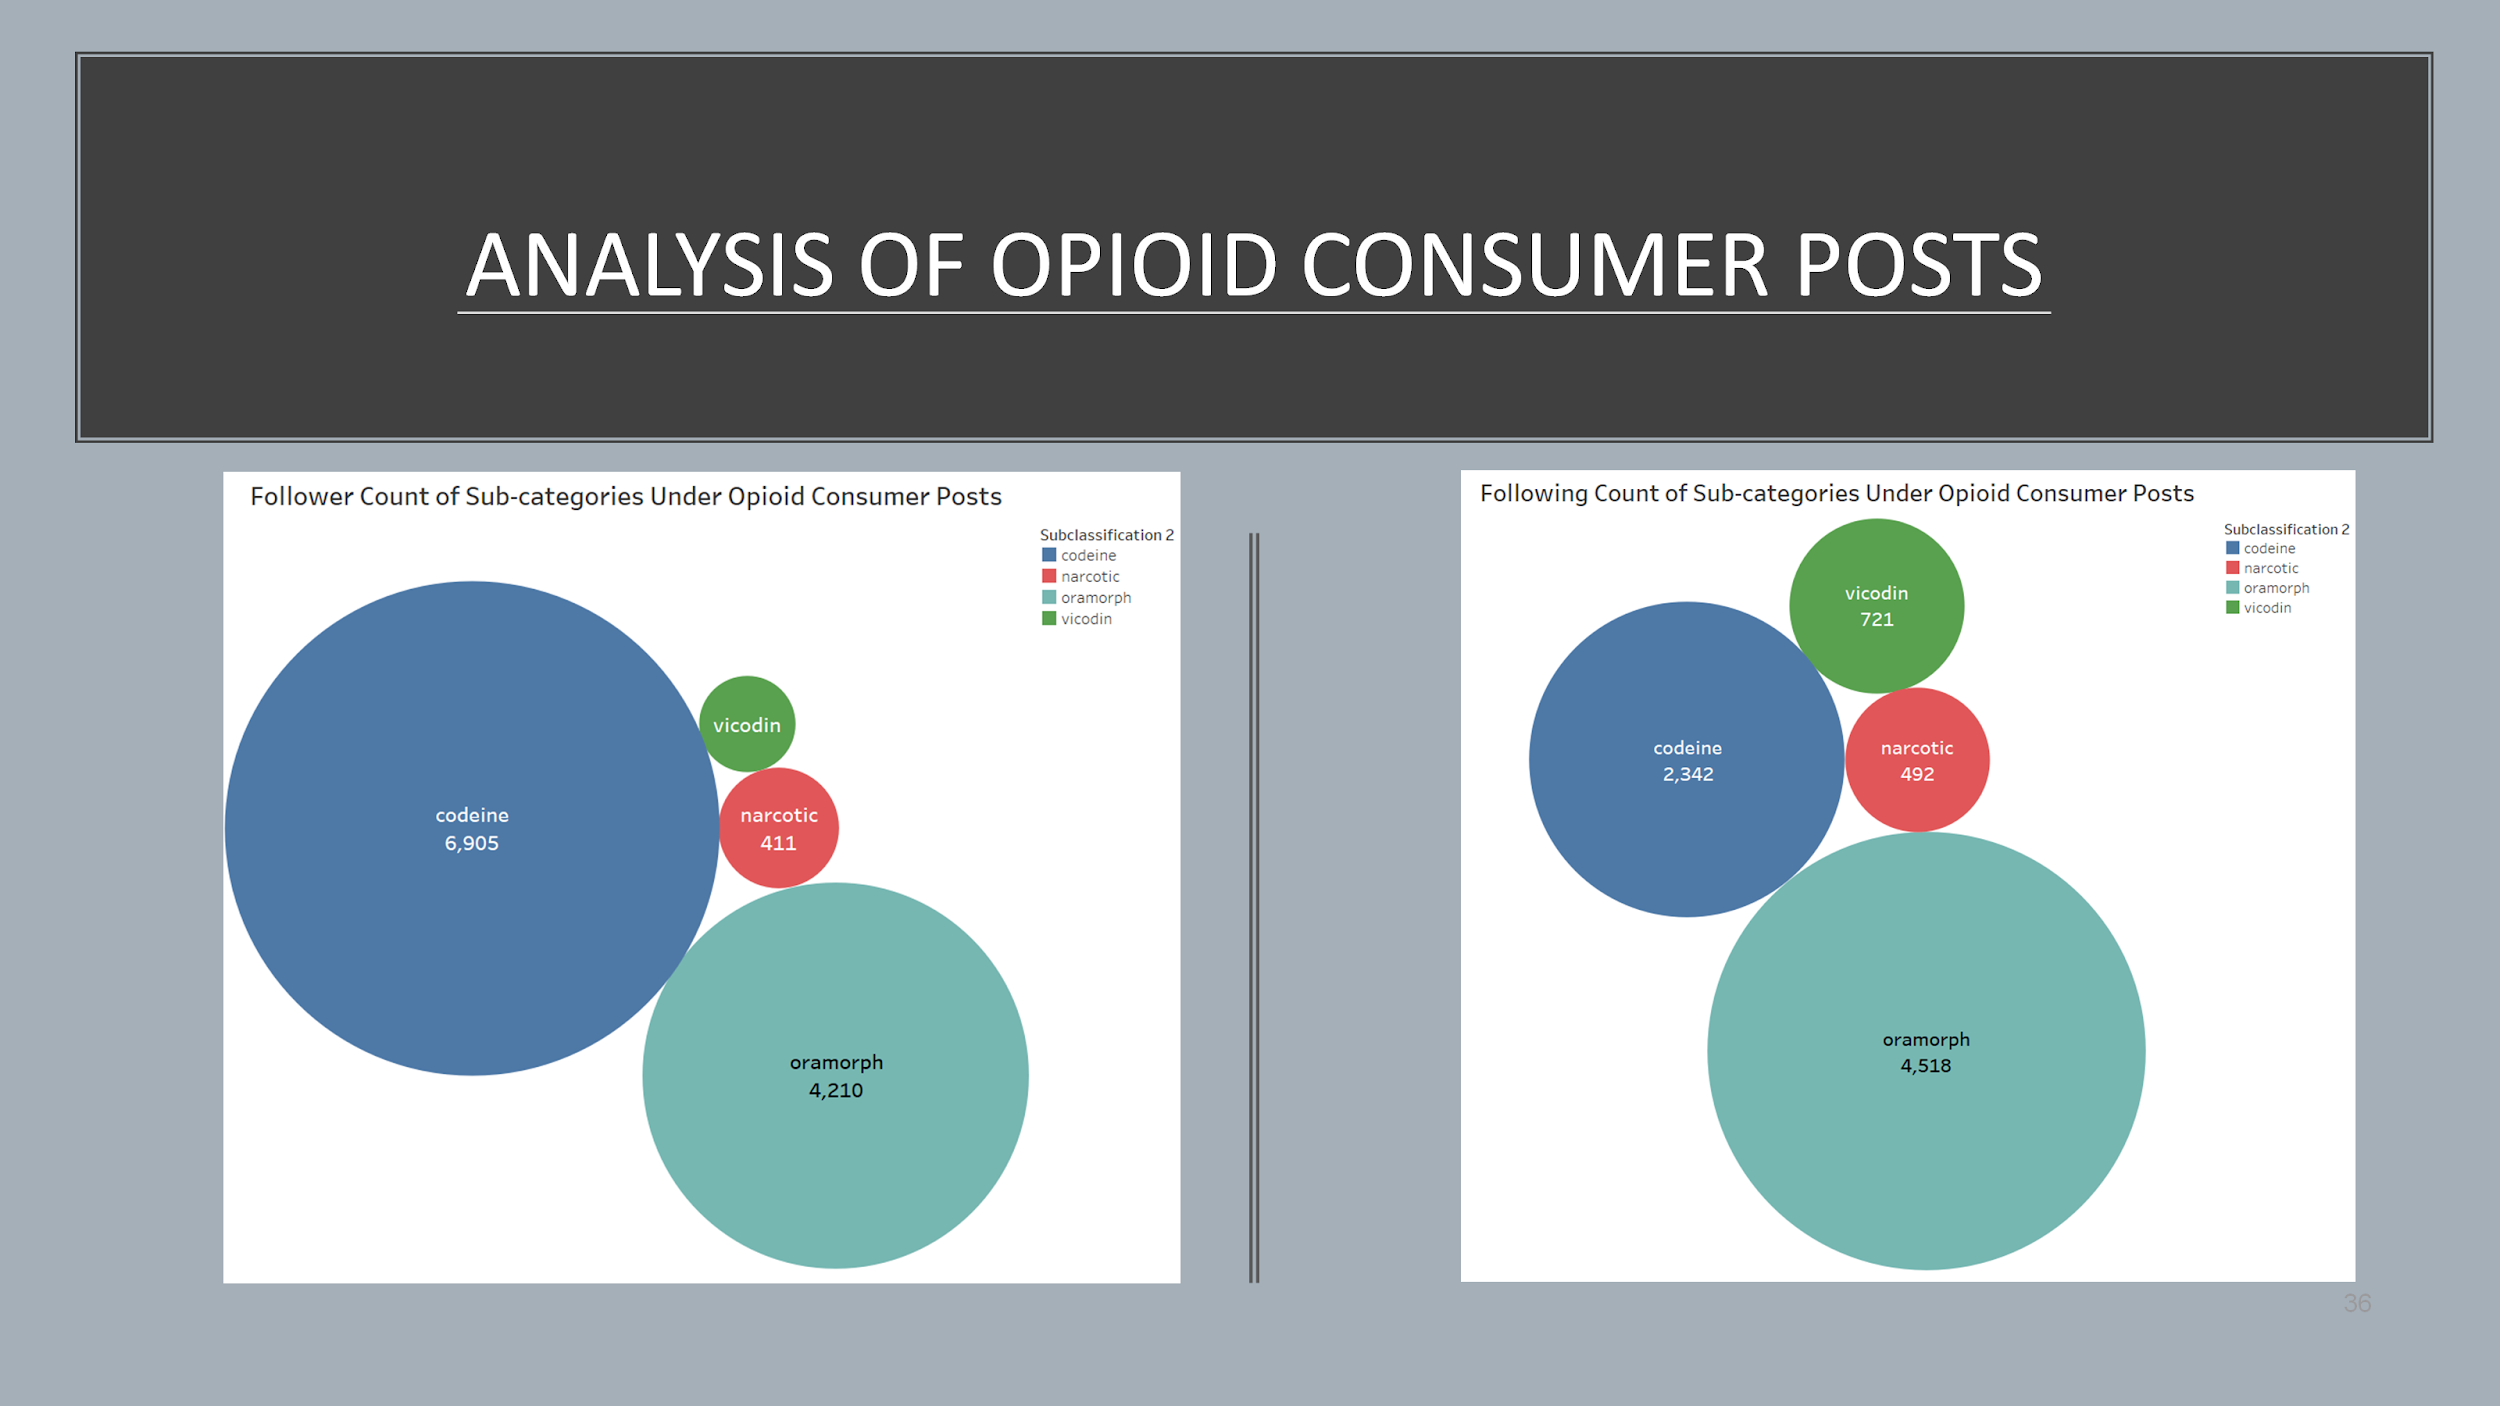 ANALYSIS OF OPIOID CONSUMER POSTS
Follower Count of Sub-categories Under Opioid Consumer Posts
Subclassification 2
codeine
narcotic
oramorph
vicodin
vicodin
codeine
6,905
narcotic
411
oramorph
4,210
Following Count of Sub-categories Under Opioid Consumer Posts
Subclassification 2
codeine
narcotic
oramorph
vicodin
vicodin
721
codeine
2,342
narcotic
492
oramorph
4,518
36